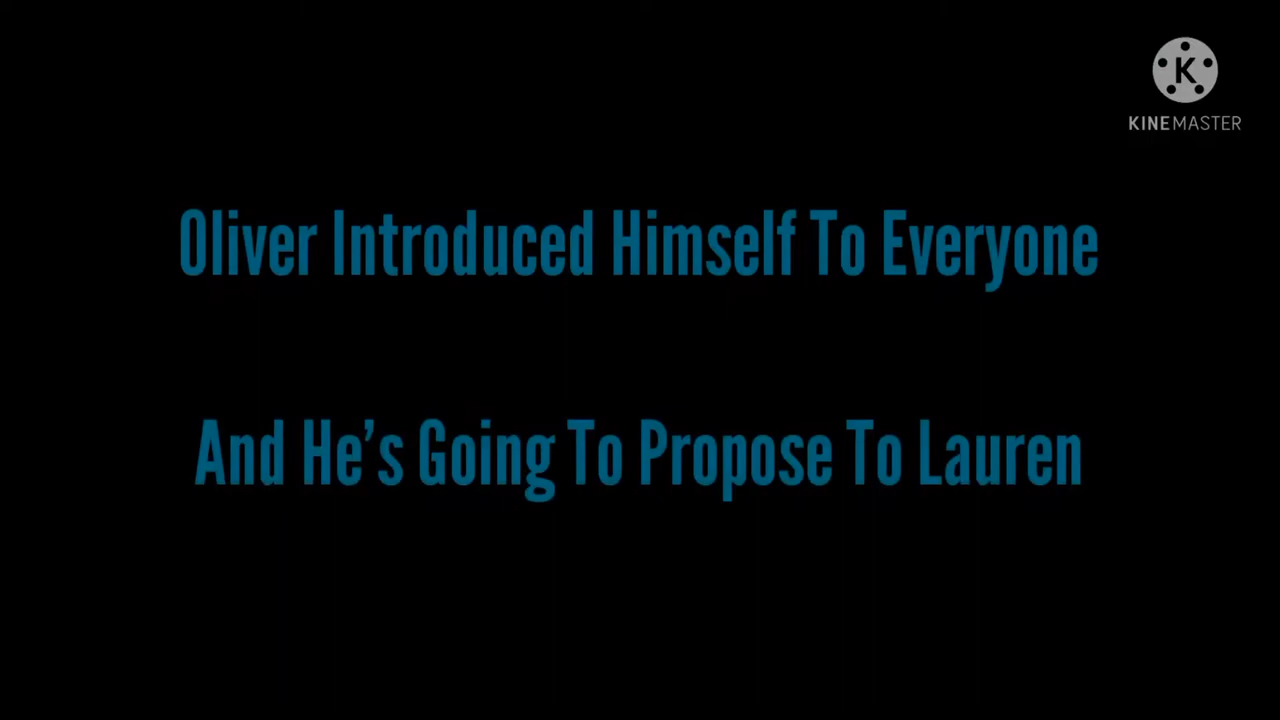 KINEMASTER
Oliver Introduced Himself To Everyone
And He’s Going To Propose To Lauren